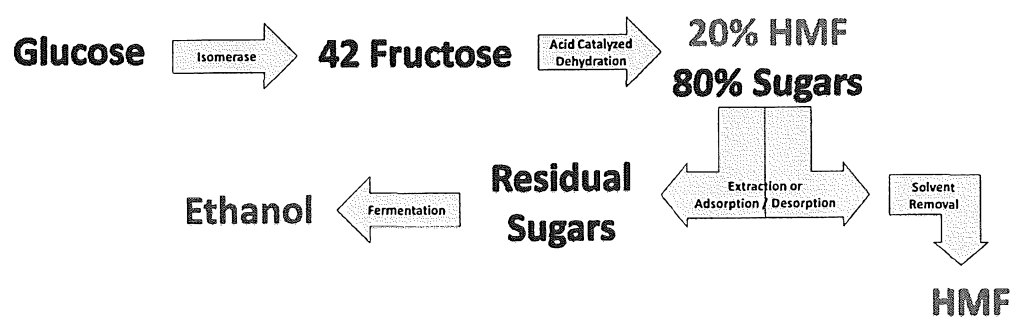 Glucose
Isomerase
42 Fructose
Acid Catalyzed
Dehydration
20% HMF
80% Sugars
Extraction or
Adsorption / Desorption
Residual
Sugars
Fermentation
Ethanol
Solvent
Removal
HMF